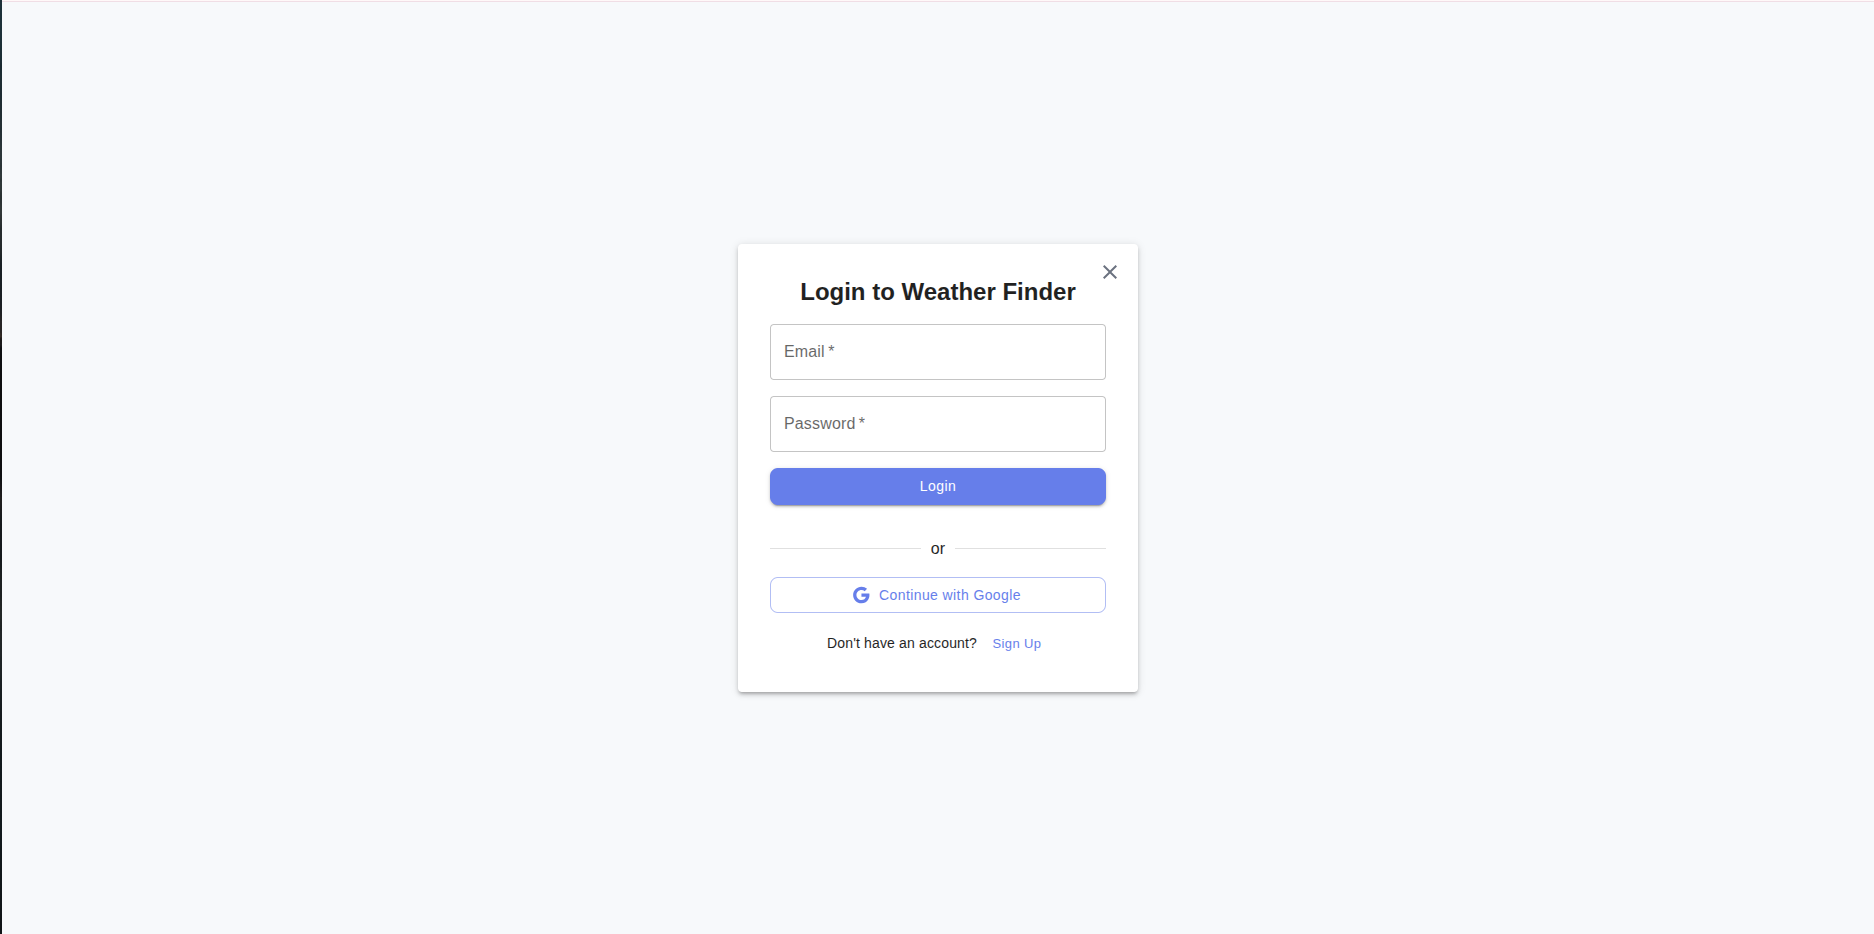 Login to Weather Finder
Email *
Password *
Login
or
Continue with Google
Don't have an account? Sign Up